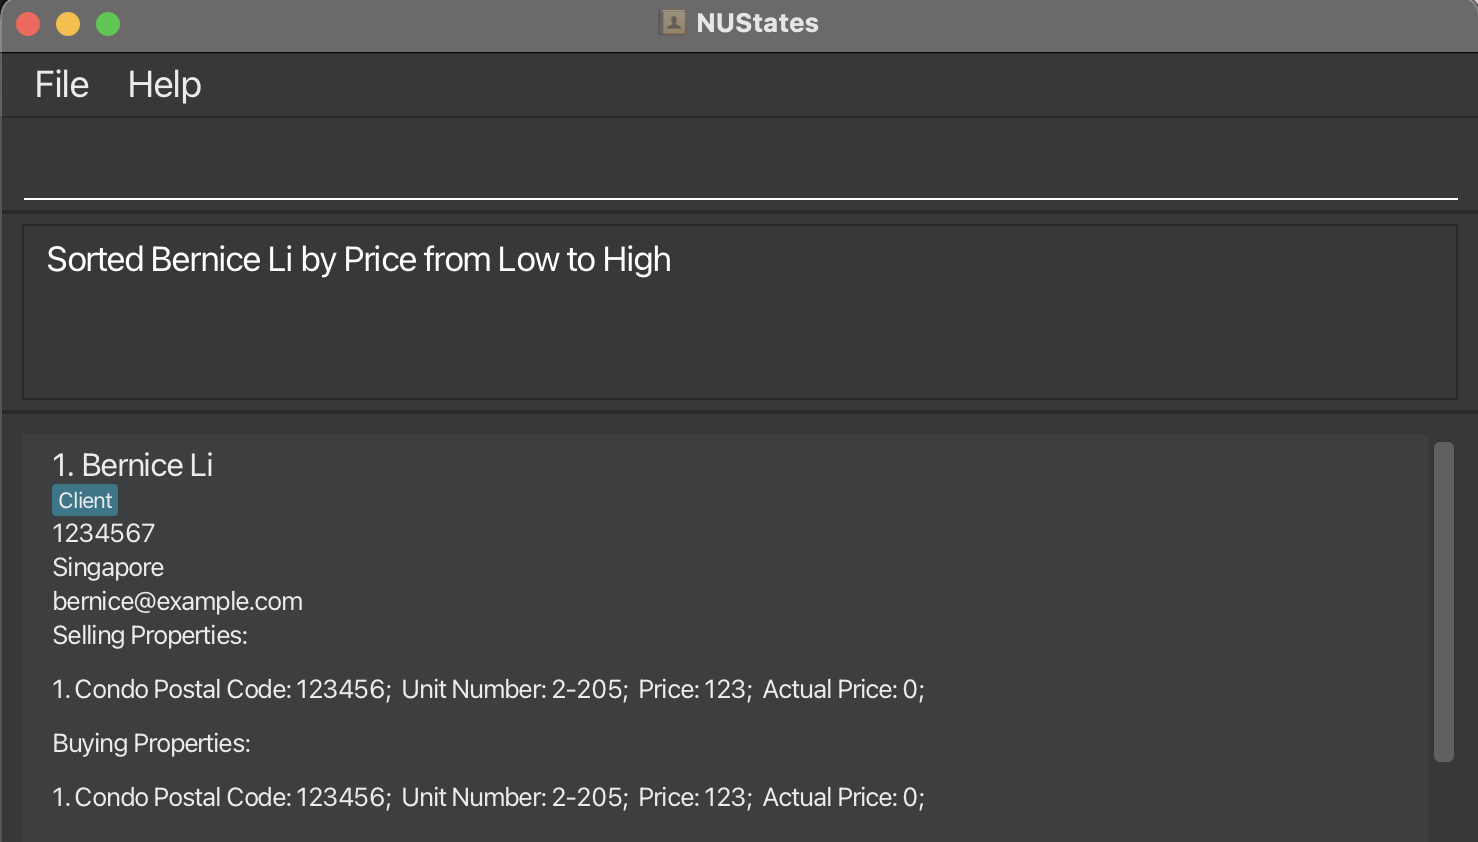 NUStates
File Help
Sorted Bernice Li by Price from Low to High
1. Bernice Li
Client
1234567
Singapore
bernice@example.com
Selling Properties:
1. Condo Postal Code: 123456; Unit Number: 2-205; Price: 123; Actual Price: 0;
Buying Properties:
1. Condo Postal Code: 123456; Unit Number: 2-205; Price: 123; Actual Price: 0;